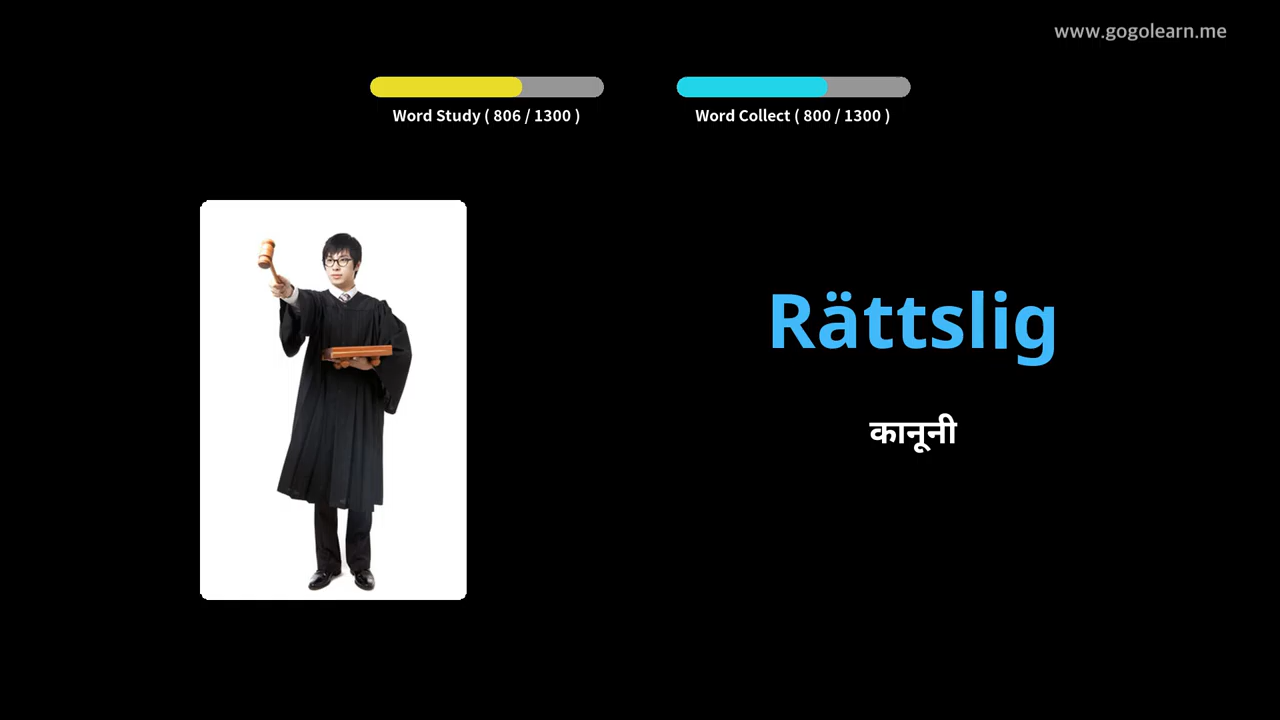 www.gogolearn.me
Word Study ( 806 / 1300 )
Word Collect ( 800 / 1300 )
Rättslig
कानूनी